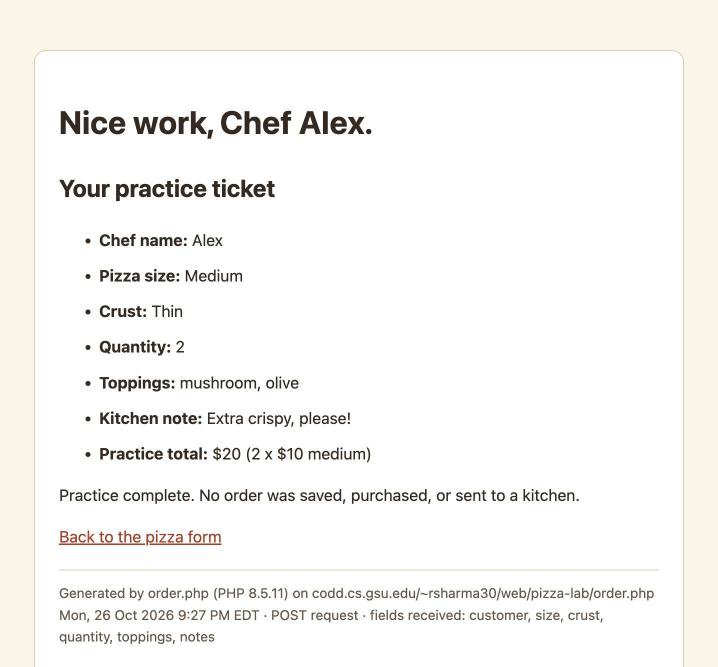 Nice work, Chef Alex.
Your practice ticket
• Chef name: Alex
• Pizza size: Medium
• Crust: Thin
• Quantity: 2
• Toppings: mushroom, olive
• Kitchen note: Extra crispy, please!
• Practice total: $20 (2 x $10 medium)
Practice complete. No order was saved, purchased, or sent to a kitchen.
Back to the pizza form
Generated by order.php (PHP 8.5.11) on codd.cs.gsu.edu/~rsharma30/web/pizza-lab/order.php
Mon, 26 Oct 2026 9:27 PM EDT · POST request · fields received: customer, size, crust,
quantity, toppings, notes